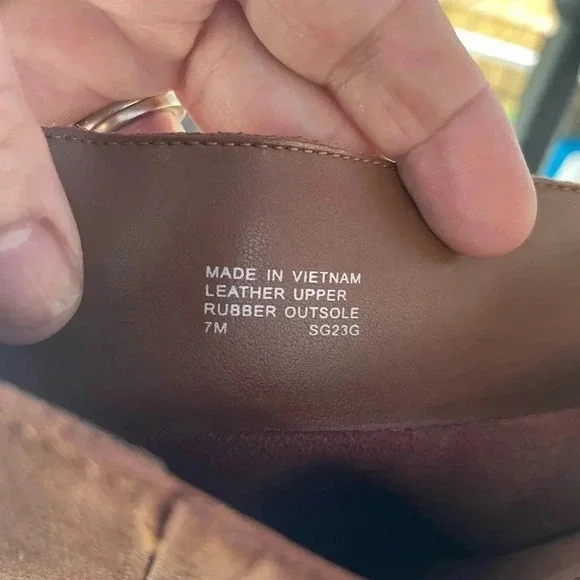 MADE IN VIETNAM
LEATHER UPPER
RUBBER OUTSOLE
7M SG23G